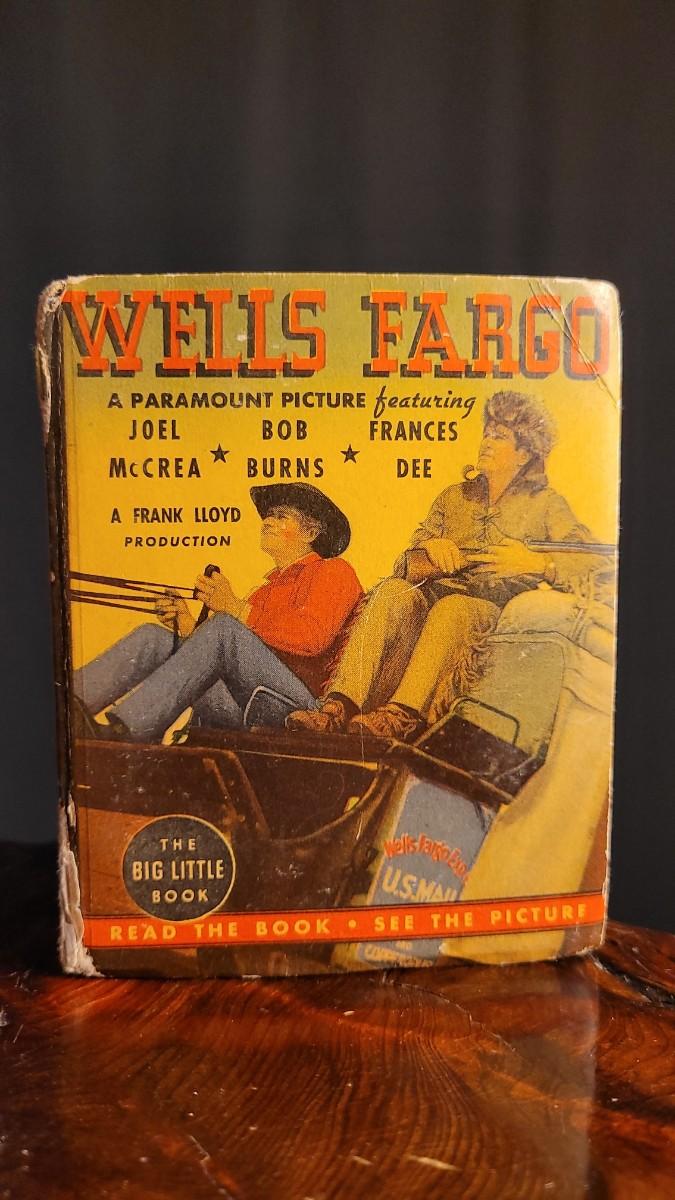 WELLS FARGO
A PARAMOUNT PICTURE featuring
JOEL McCREA ★ BOB BURNS ★ FRANCES DEE
A FRANK LLOYD
PRODUCTION
Wells Fargo
U.S. MAIL
THE
BIG LITTLE
BOOK
READ THE BOOK • SEE THE PICTURE